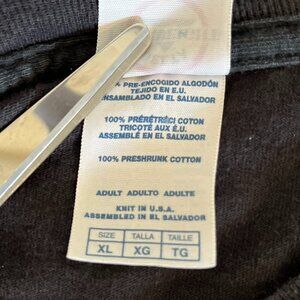 % PRE-ENCOGIDO ALGODÓN
TEJIDO EN E.U.
ENSAMBLADO EN EL SALVADOR
100% PRÉRÉTRÉCI COTON
TRICOTÉ AUX É.U.
ASSEMBLÉ AU EL SALVADOR
100% PRESHRUNK COTTON
ADULT ADULTO ADULTE
KNIT IN U.S.A.
ASSEMBLED IN EL SALVADOR
SIZE TALLA TAILLE
XL XG TG